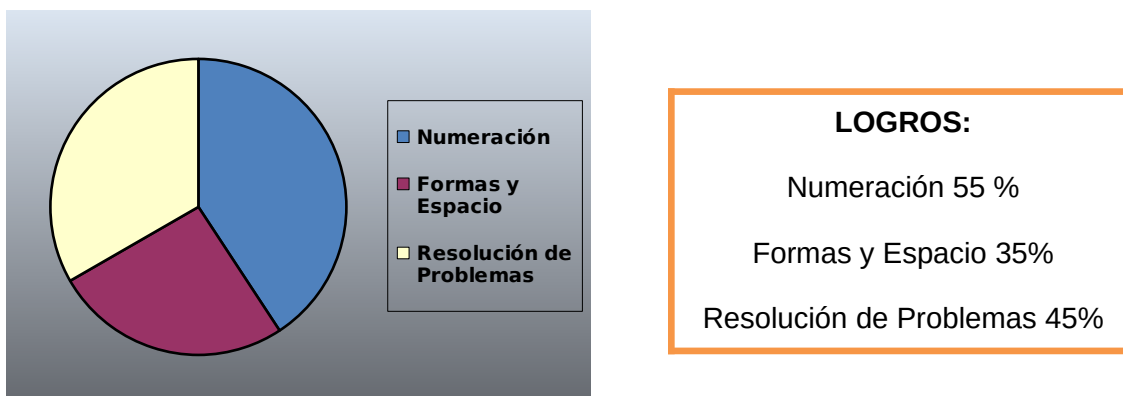 Numeración
Formas y
Espacio
Resolución de
Problemas
LOGROS:
Numeración 55 %
Formas y Espacio 35%
Resolución de Problemas 45%